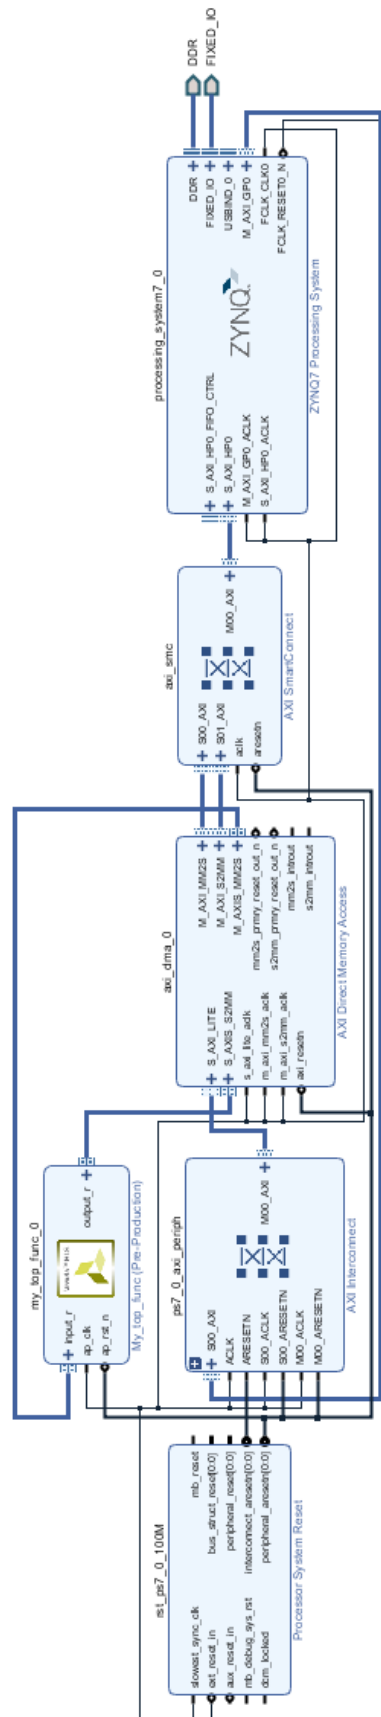 rst_ps7_0_100M
slowest_sync_clk
ext_reset_in
aux_reset_in
mb_debug_sys_rst
dcm_locked
mb_reset
bus_struct_reset[0:0]
peripheral_reset[0:0]
interconnect_aresetn[0:0]
peripheral_aresetn[0:0]
Processor System Reset
my_top_func_0
input_r
ap_clk
ap_rst_n
output_r
My_top_func (Pre-Production)
ps7_0_axi_periph
S00_AXI
ACLK
ARESETN
S00_ACLK
S00_ARESETN
M00_ACLK
M00_ARESETN
M00_AXI
AXI Interconnect
axi_dma_0
S_AXI_LITE
S_AXIS_S2MM
s_axi_lite_aclk
m_axi_mm2s_aclk
m_axi_s2mm_aclk
axi_resetn
M_AXI_MM2S
M_AXI_S2MM
M_AXIS_MM2S
mm2s_prmry_reset_out_n
s2mm_prmry_reset_out_n
mm2s_introut
s2mm_introut
AXI Direct Memory Access
axi_smc
S00_AXI
S01_AXI
aclk
aresetn
M00_AXI
AXI SmartConnect
processing_system7_0
S_AXI_HP0_FIFO_CTRL
S_AXI_HP0
M_AXI_GP0_ACLK
S_AXI_HP0_ACLK
ZYNQ
DDR
FIXED_IO
USBIND_0
M_AXI_GP0
FCLK_CLK0
FCLK_RESET0_N
ZYNQ7 Processing System
DDR
FIXED_IO